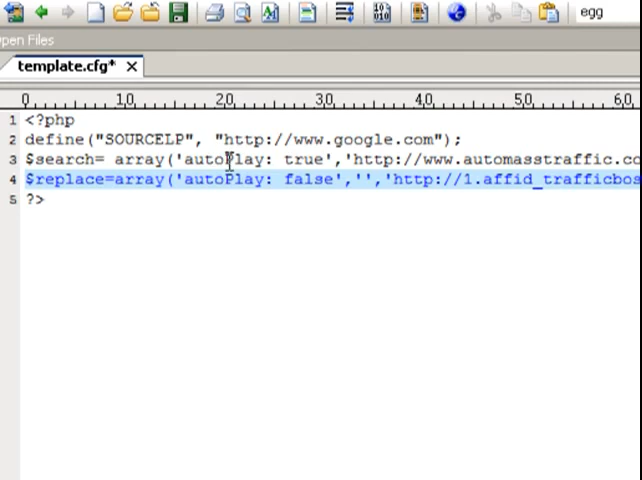 egg
pen Files
template.cfg* X
0 1,0 2,0 3,0 4,0 5,0 6,0
1 <?php
2 define("SOURCELP", "http://www.google.com");
3 $search= array('autoPlay: true','http://www.automasstraffic.co
4 $replace=array('autoPlay: false','','http://1.affid_trafficbos
5 ?>